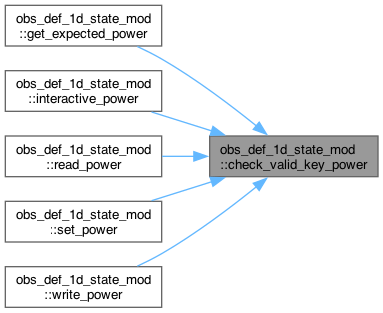 obs_def_1d_state_mod
::get_expected_power
obs_def_1d_state_mod
::interactive_power
obs_def_1d_state_mod
::read_power
obs_def_1d_state_mod
::set_power
obs_def_1d_state_mod
::write_power
obs_def_1d_state_mod
::check_valid_key_power